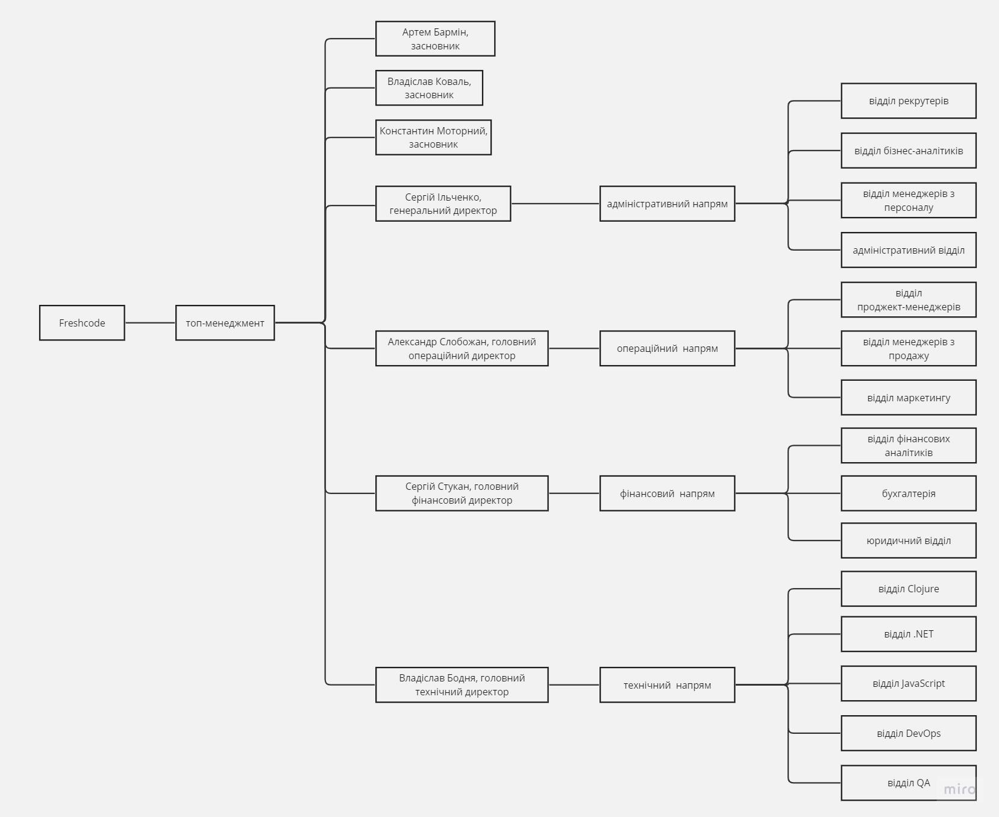 Freshcode
топ-менеджмент
Артем Бармін,
засновник
Владіслав Коваль,
засновник
Константин Моторний,
засновник
Сергій Ільченко,
генеральний директор
адміністративний напрям
відділ рекрутерів
відділ бізнес-аналітиків
відділ менеджерів з
персоналу
адміністративний відділ
Александр Слобожан, головний
операційний директор
операційний  напрям
відділ
проджект-менеджерів
відділ менеджерів з
продажу
відділ маркетингу
Сергій Стукан, головний
фінансовий директор
фінансовий  напрям
відділ фінансових
аналітиків
бухгалтерія
юридичний відділ
Владіслав Бодня, головний
технічний директор
технічний  напрям
відділ Clojure
відділ .NET
відділ JavaScript
відділ DevOps
відділ QA
miro